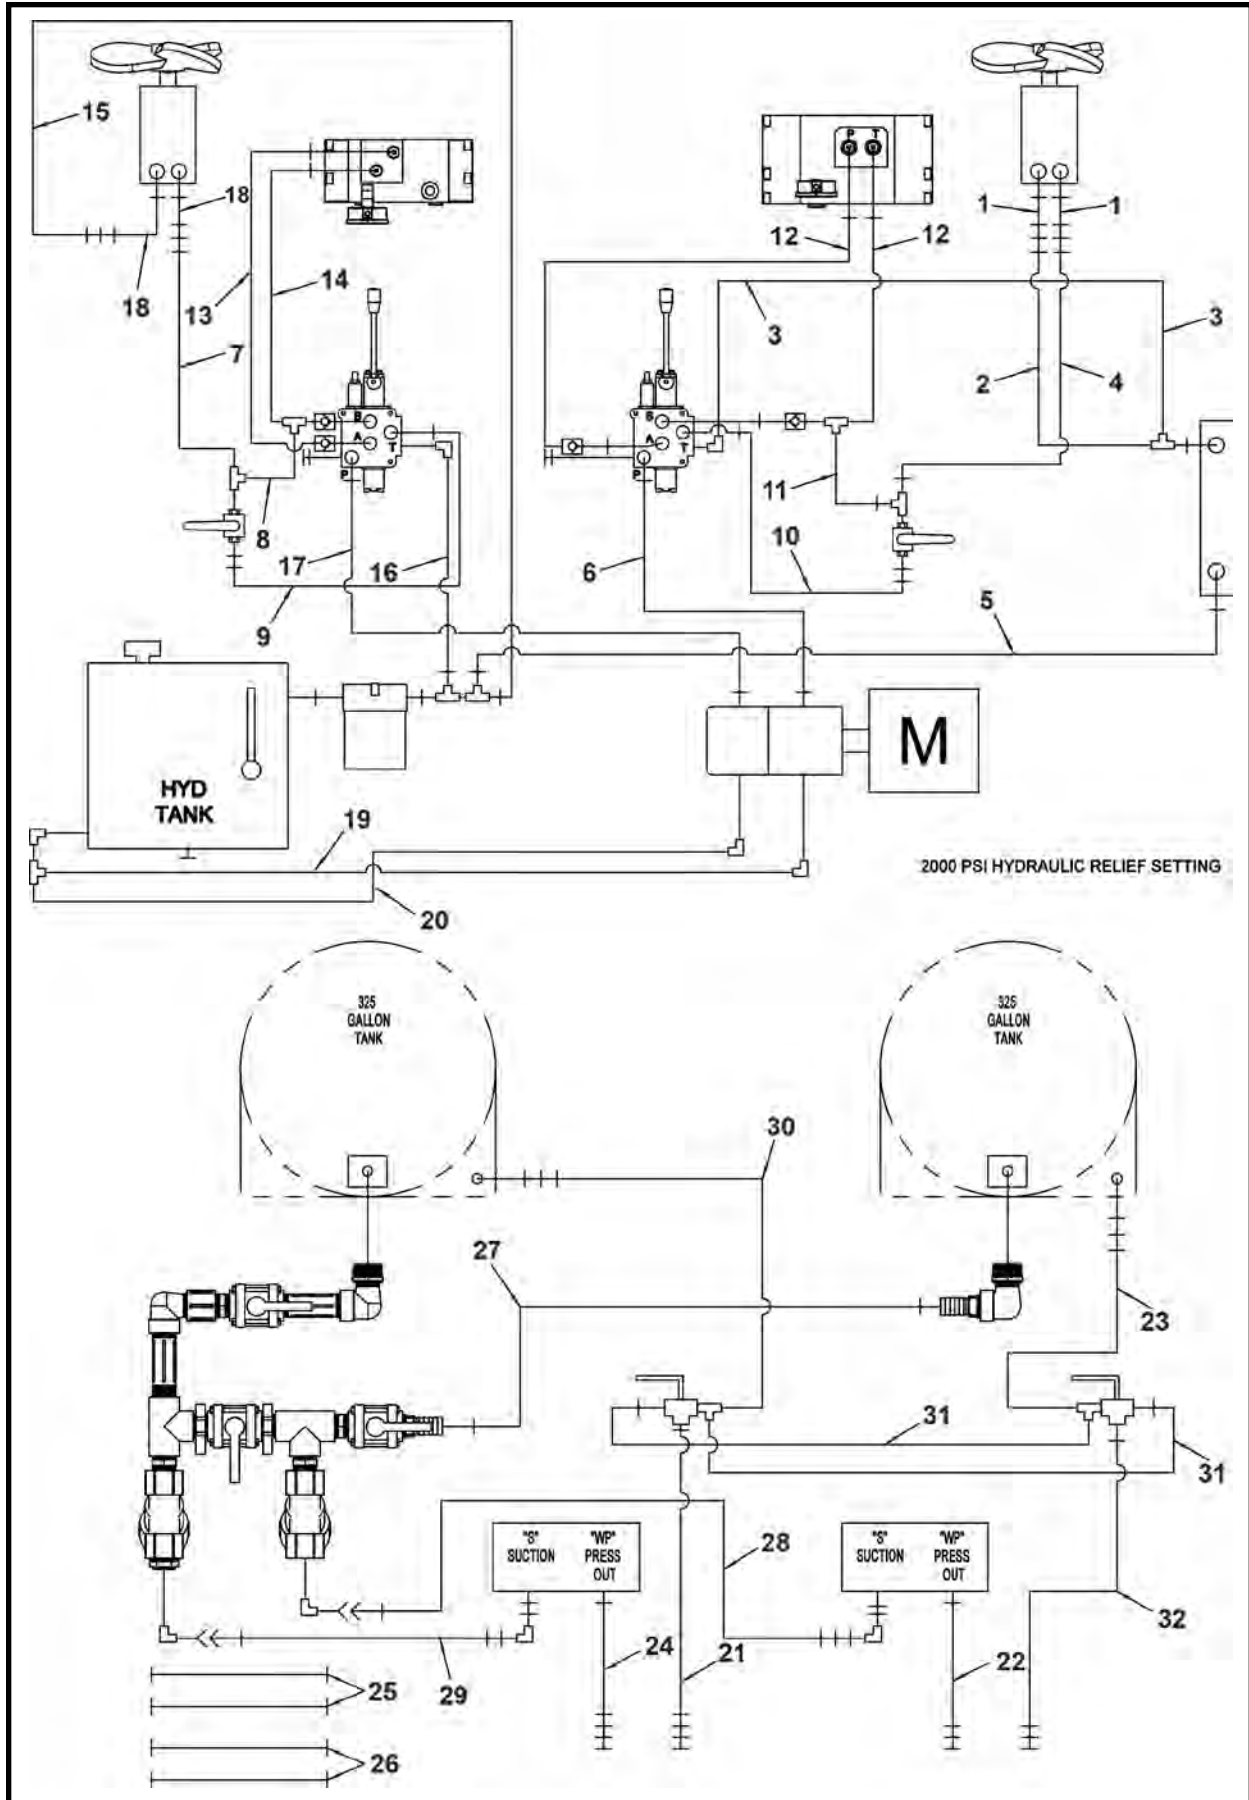 P T
15
18
1 1
12 12
18
13
14
3
3
7
2
4
B
A
T
P
B
A
T
P
11
8
17
16
6
10
9
5
M
HYD
TANK
19
2000 PSI HYDRAULIC RELIEF SETTING
20
325
GALLON
TANK
325
GALLON
TANK
30
27
23
31
31
"S"
SUCTION
"WP"
PRESS
OUT
28
"S"
SUCTION
"WP"
PRESS
OUT
32
24
21
22
25
29
26